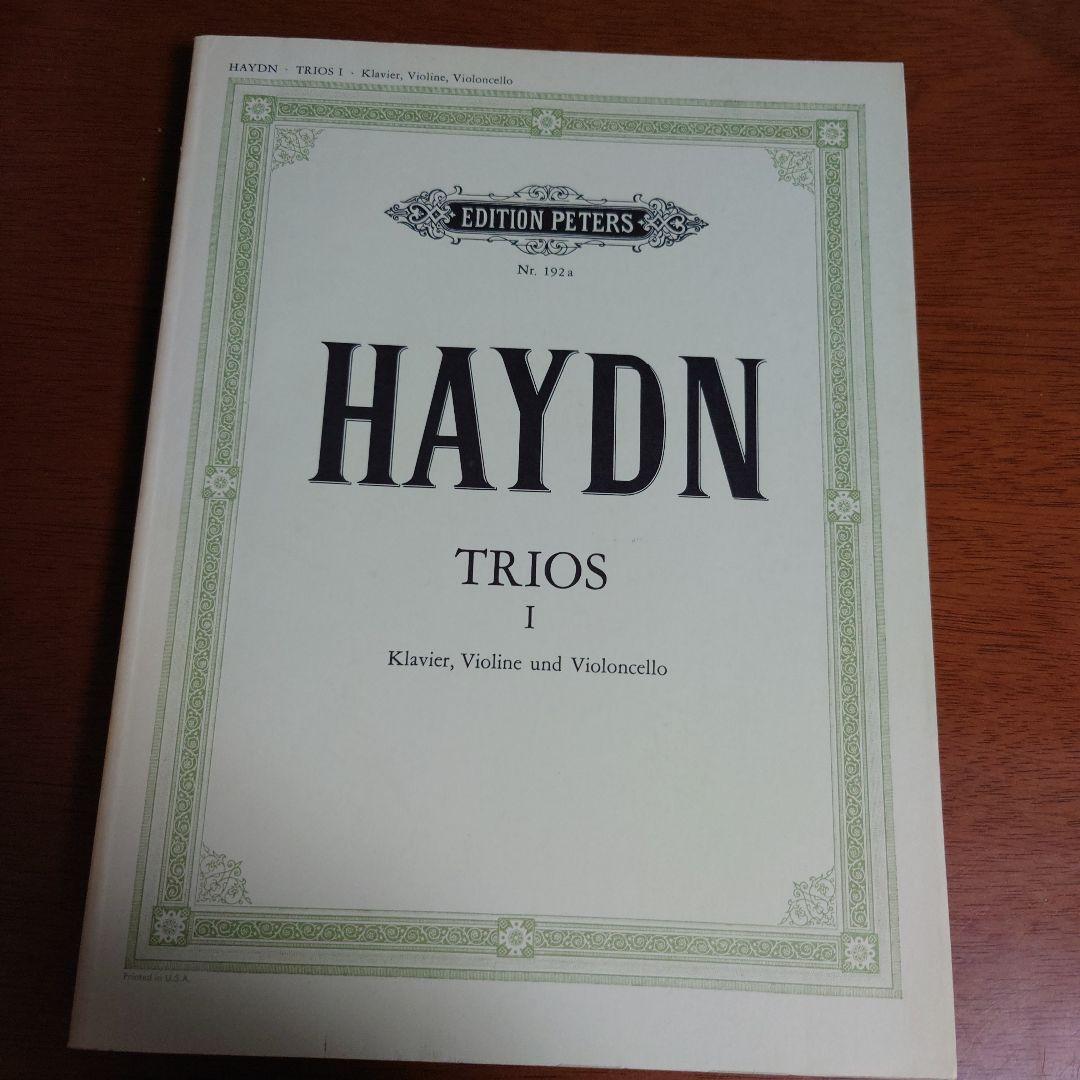 HAYDN · TRIOS I · Klavier, Violine, Violoncello
EDITION PETERS
Nr. 192a
HAYDN
TRIOS
I
Klavier, Violine und Violoncello
Printed in U.S.A.